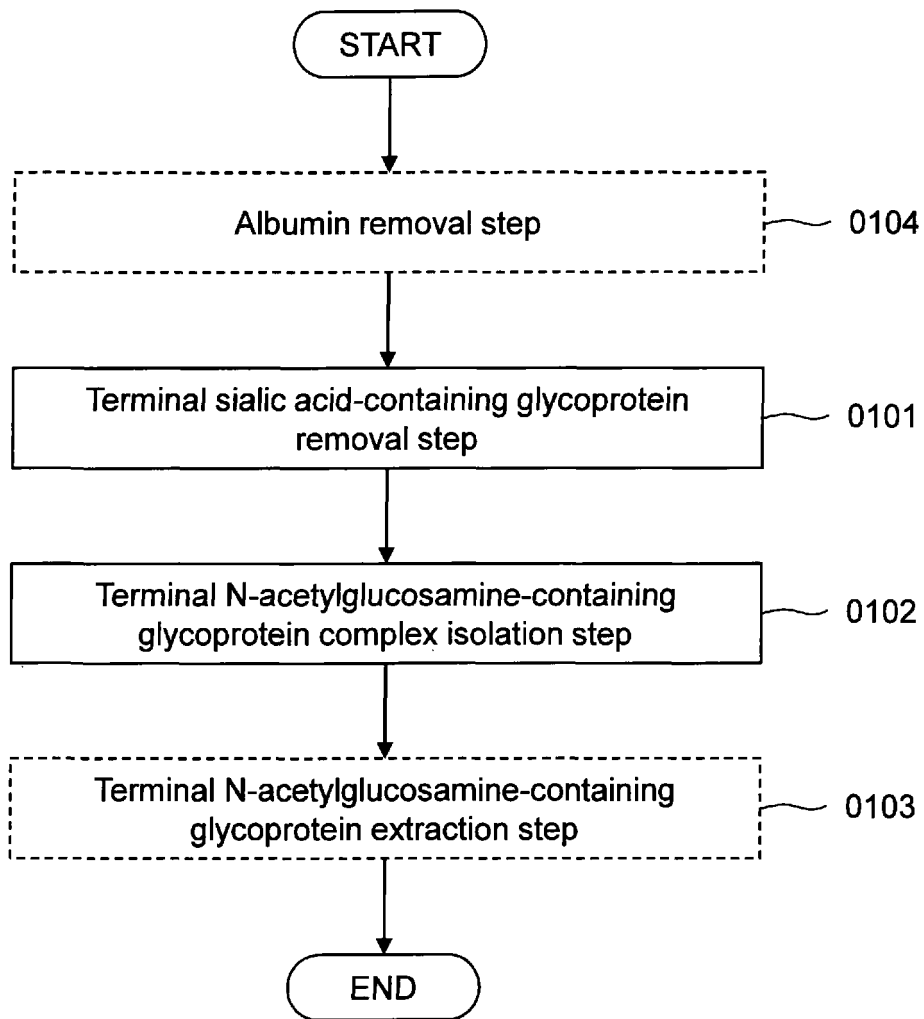 START
Albumin removal step
0104
Terminal sialic acid-containing glycoprotein
removal step
0101
Terminal N-acetylglucosamine-containing
glycoprotein complex isolation step
0102
Terminal N-acetylglucosamine-containing
glycoprotein extraction step
0103
END